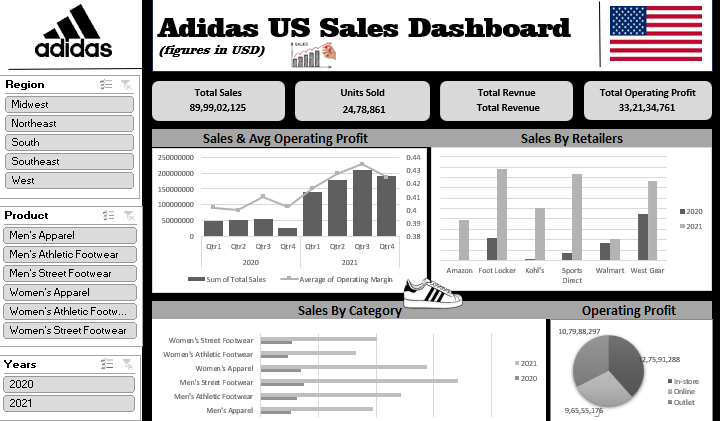 adidas
Adidas US Sales Dashboard
(figures in USD)
SALES
Region
Midwest
Northeast
South
Southeast
West
Product
Men's Apparel
Men's Athletic Footwear
Men's Street Footwear
Women's Apparel
Women's Athletic Footw...
Women's Street Footwear
Years
2020
2021
Total Sales
89,99,02,125
Units Sold
24,78,861
Total Revnue
Total Revenue
Total Operating Profit
33,21,34,761
Sales & Avg Operating Profit
250000000
200000000
150000000
100000000
50000000
0
0.44
0.43
0.42
0.41
0.4
0.39
0.38
Qtr1 Qtr2 Qtr3 Qtr4 Qtr1 Qtr2 Qtr3 Qtr4
2020 2021
Sum of Total Sales Average of Operating Margin
Sales By Retailers
2020
2021
Amazon Foot Locker Kohl's Sports Direct Walmart West Gear
Sales By Category
Women's Street Footwear
Women's Athletic Footwear
Women's Apparel
Men's Street Footwear
Men's Athletic Footwear
Men's Apparel
2021
2020
Operating Profit
10,79,88,297
12,75,91,288
9,65,55,176
In-store
Online
Outlet